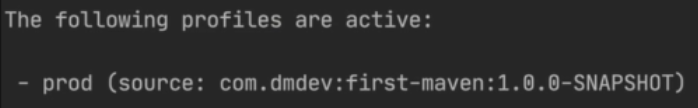 The following profiles are active:
- prod (source: com.dmdev:first-maven:1.0.0-SNAPSHOT)